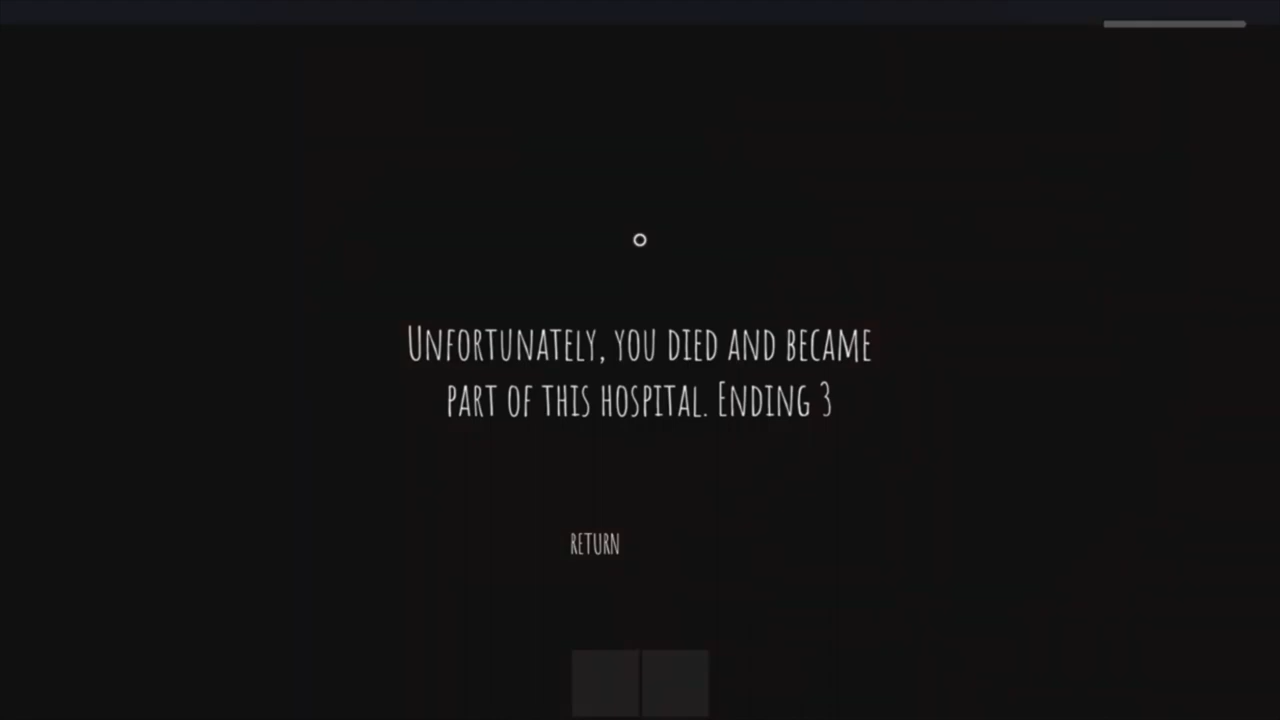 Unfortunately, you died and became
part of this hospital. Ending 3
RETURN